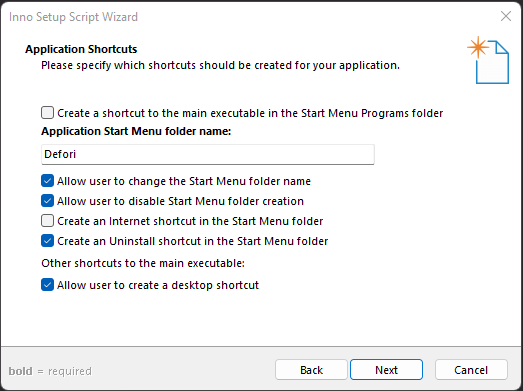 Inno Setup Script Wizard
Application Shortcuts
Please specify which shortcuts should be created for your application.
Create a shortcut to the main executable in the Start Menu Programs folder
Application Start Menu folder name:
Defori
Allow user to change the Start Menu folder name
Allow user to disable Start Menu folder creation
Create an Internet shortcut in the Start Menu folder
Create an Uninstall shortcut in the Start Menu folder
Other shortcuts to the main executable:
Allow user to create a desktop shortcut
bold = required
Back
Next
Cancel